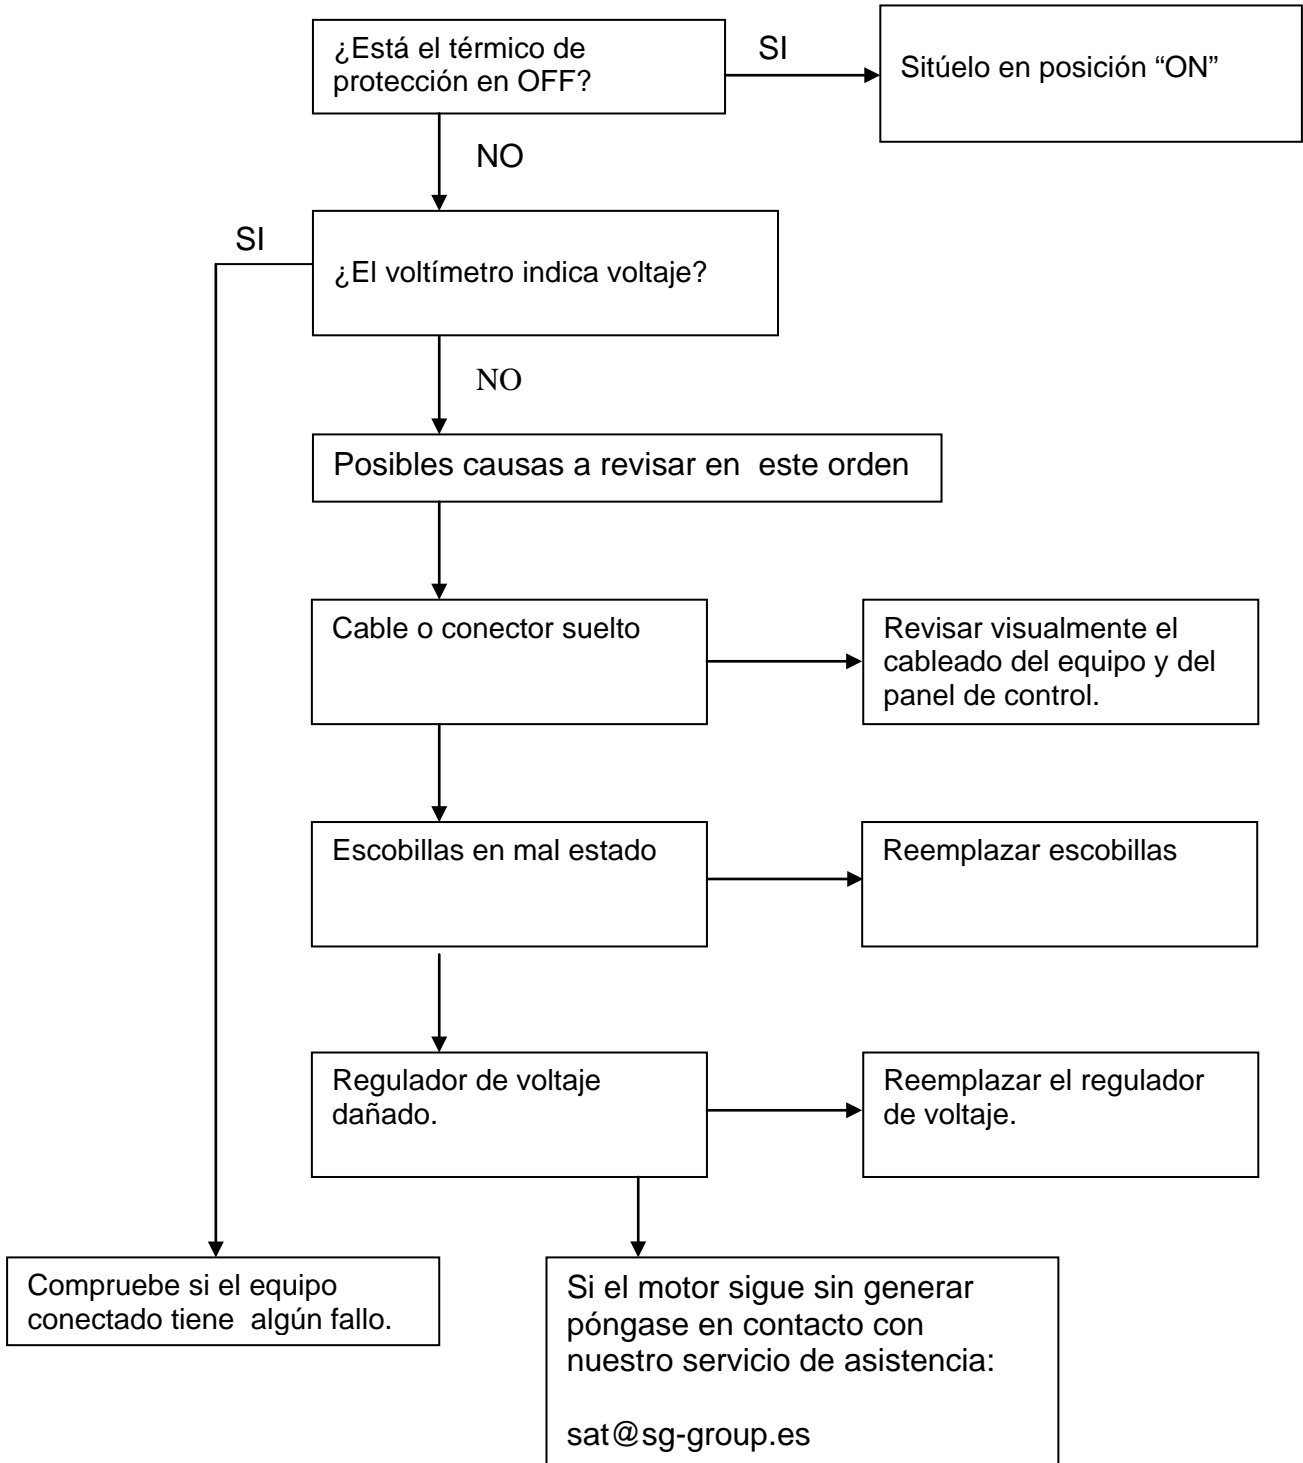 ¿Está el térmico de
protección en OFF?
SI
Sitúelo en posición “ON”
NO
SI
¿El voltímetro indica voltaje?
NO
Posibles causas a revisar en este orden
Cable o conector suelto
Revisar visualmente el
cableado del equipo y del
panel de control.
Escobillas en mal estado
Reemplazar escobillas
Regulador de voltaje
dañado.
Reemplazar el regulador
de voltaje.
Compruebe si el equipo
conectado tiene algún fallo.
Si el motor sigue sin generar
póngase en contacto con
nuestro servicio de asistencia:
sat@sg-group.es